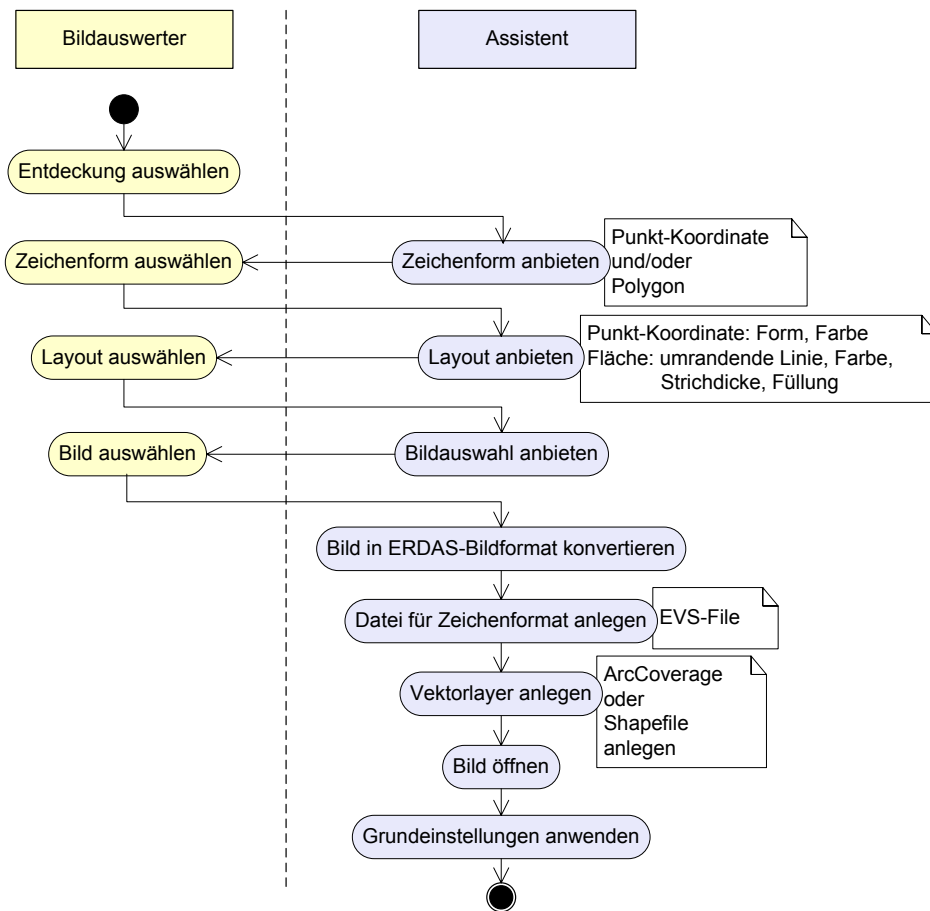 Bildauswerter
Assistent
Entdeckung auswählen
Zeichenform auswählen
Zeichenform anbieten
Punkt-Koordinate
und/oder
Polygon
Layout auswählen
Layout anbieten
Punkt-Koordinate: Form, Farbe
Fläche: umrandende Linie, Farbe,
Strichdicke, Füllung
Bild auswählen
Bildauswahl anbieten
Bild in ERDAS-Bildformat konvertieren
Datei für Zeichenformat anlegen
EVS-File
Vektorlayer anlegen
ArcCoverage
oder
Shapefile
anlegen
Bild öffnen
Grundeinstellungen anwenden